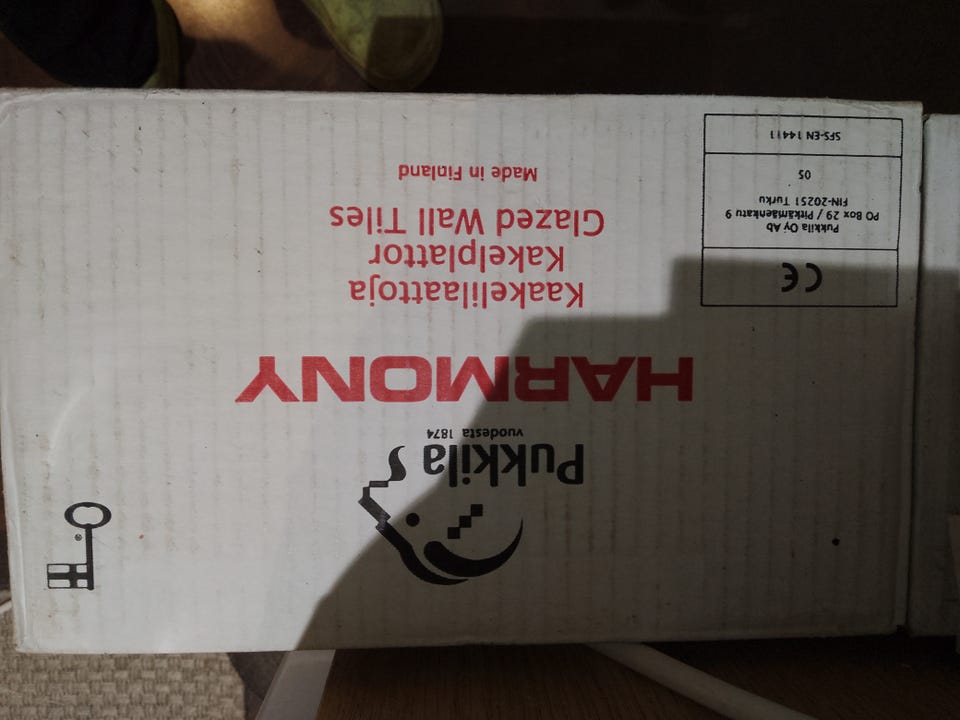 Pukkila
vuodesta 1874
HARMONY
Kaakelilaattoja
Kakelplattor
Glazed Wall Tiles
Made in Finland
CE
Pukkila Oy Ab
PO Box 29 / Pitkämäenkatu 9
FIN-20251 Turku
05
SFS-EN 14411